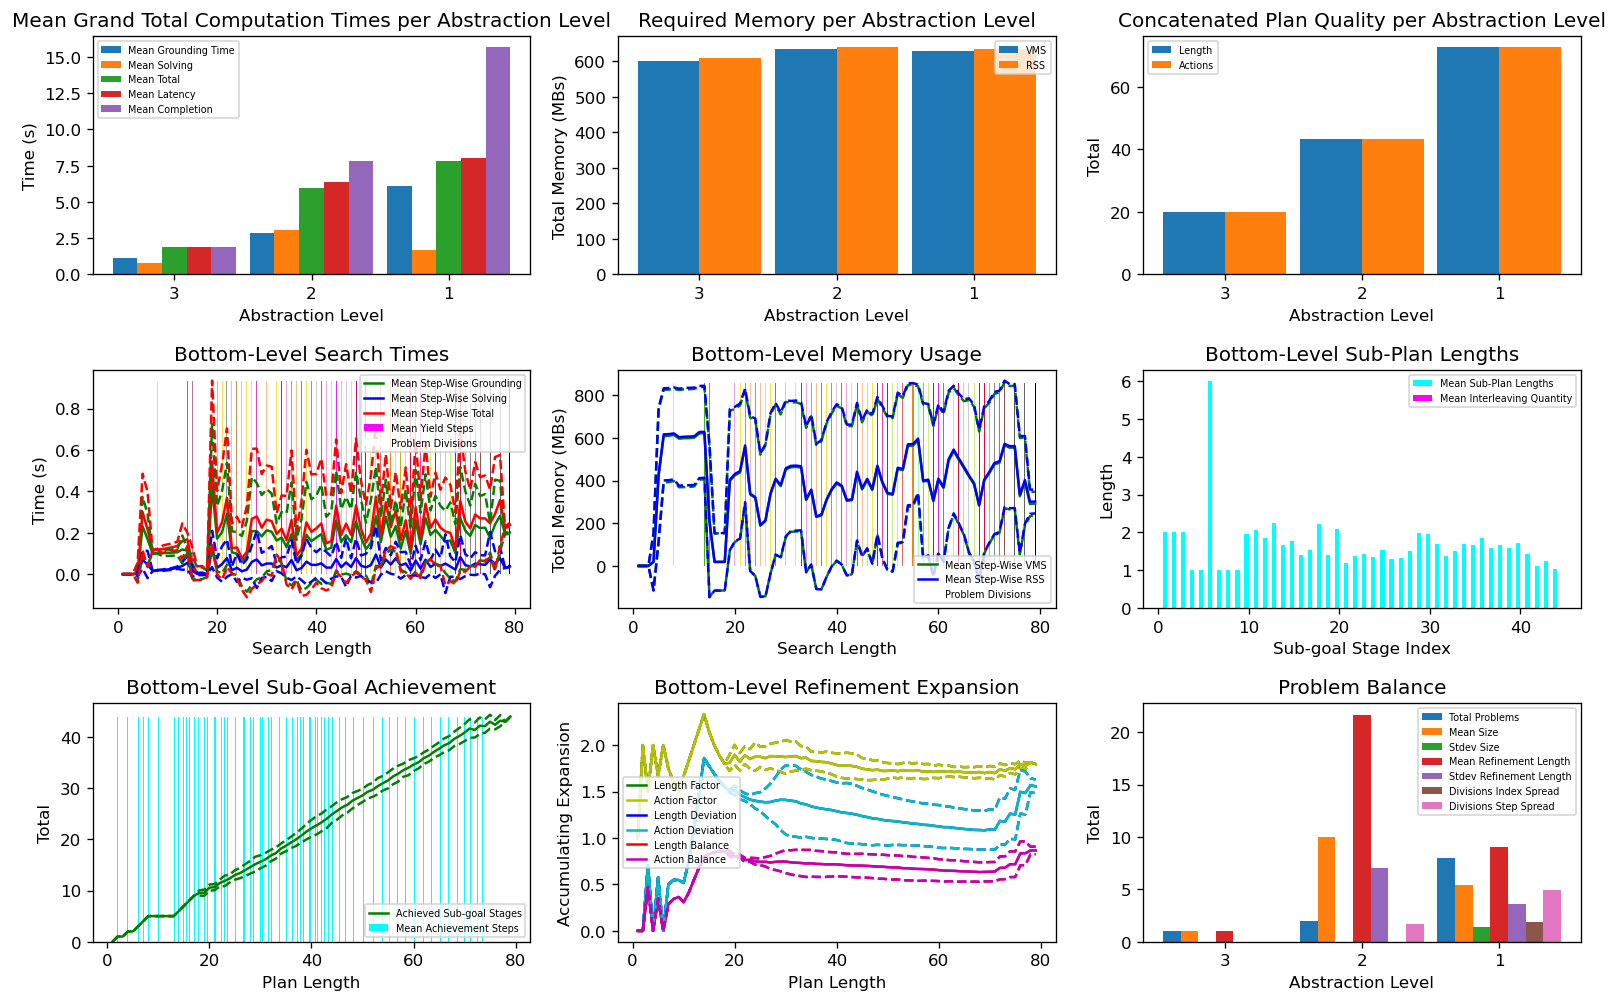 Mean Grand Total Computation Times per Abstraction Level
Time (s)
15.0
12.5
10.0
7.5
5.0
2.5
0.0
Mean Grounding Time
Mean Solving
Mean Total
Mean Latency
Mean Completion
3 2 1
Abstraction Level
Required Memory per Abstraction Level
Total Memory (MBs)
600
500
400
300
200
100
0
VMS
RSS
3 2 1
Abstraction Level
Concatenated Plan Quality per Abstraction Level
Total
60
40
20
0
Length
Actions
3 2 1
Abstraction Level
Bottom-Level Search Times
Time (s)
0.8
0.6
0.4
0.2
0.0
Mean Step-Wise Grounding
Mean Step-Wise Solving
Mean Step-Wise Total
Mean Yield Steps
Problem Divisions
0 20 40 60 80
Search Length
Bottom-Level Memory Usage
Total Memory (MBs)
800
600
400
200
0
Mean Step-Wise VMS
Mean Step-Wise RSS
Problem Divisions
0 20 40 60 80
Search Length
Bottom-Level Sub-Plan Lengths
Length
6
5
4
3
2
1
0
Mean Sub-Plan Lengths
Mean Interleaving Quantity
0 10 20 30 40
Sub-goal Stage Index
Bottom-Level Sub-Goal Achievement
Total
40
30
20
10
0
Achieved Sub-goal Stages
Mean Achievement Steps
0 20 40 60 80
Plan Length
Bottom-Level Refinement Expansion
Accumulating Expansion
2.0
1.5
1.0
0.5
0.0
Length Factor
Action Factor
Length Deviation
Action Deviation
Length Balance
Action Balance
0 20 40 60 80
Plan Length
Problem Balance
Total
20
15
10
5
0
Total Problems
Mean Size
Stdev Size
Mean Refinement Length
Stdev Refinement Length
Divisions Index Spread
Divisions Step Spread
3 2 1
Abstraction Level